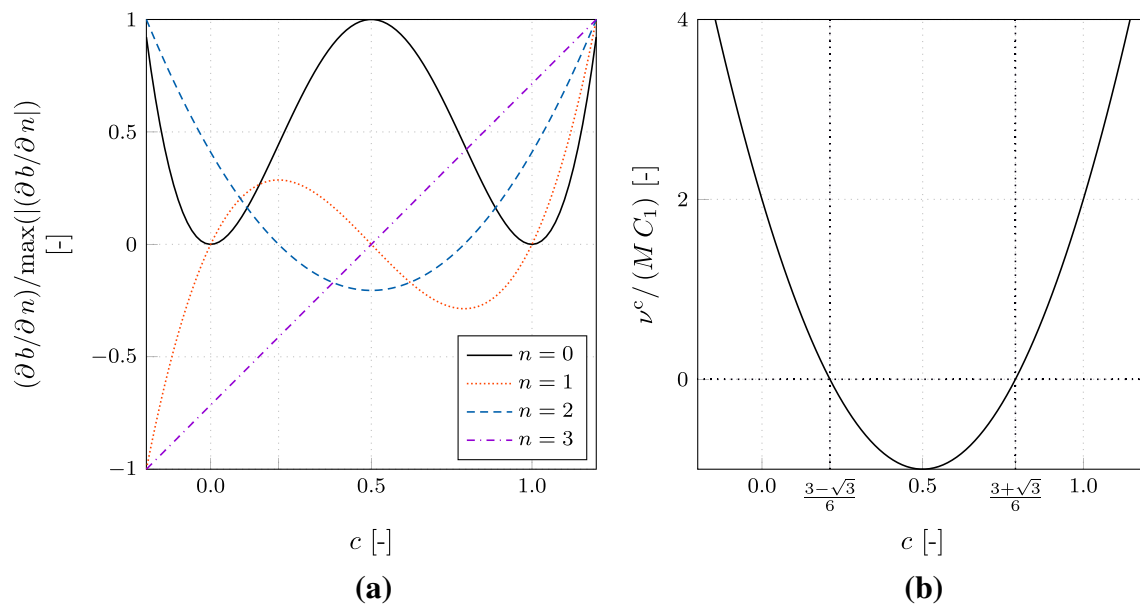 (∂b/∂n)/max(|(∂b/∂n|)
[-]
1
0.5
0
−0.5
−1
n = 0
n = 1
n = 2
n = 3
0.0
0.5
1.0
c [-]
(a)
ν^c/(M C_1) [-]
4
2
0
0.0
(3−√3)/6
0.5
(3+√3)/6
1.0
c [-]
(b)